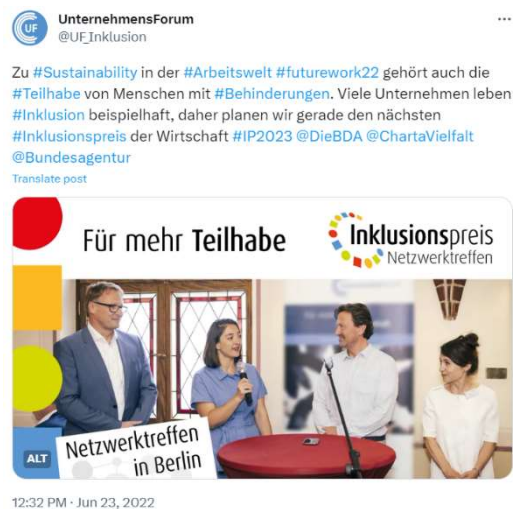 UF
UnternehmensForum
@UF_Inklusion
Zu #Sustainability in der #Arbeitswelt #futurework22 gehört auch die
#Teilhabe von Menschen mit #Behinderungen. Viele Unternehmen leben
#Inklusion beispielhaft, daher planen wir gerade den nächsten
#Inklusionspreis der Wirtschaft #IP2023 @DieBDA @ChartaVielfalt
@Bundesagentur
Translate post
Für mehr Teilhabe
Inklusionspreis
Netzwerktreffen
Netzwerktreffen
in Berlin
ALT
12:32 PM · Jun 23, 2022